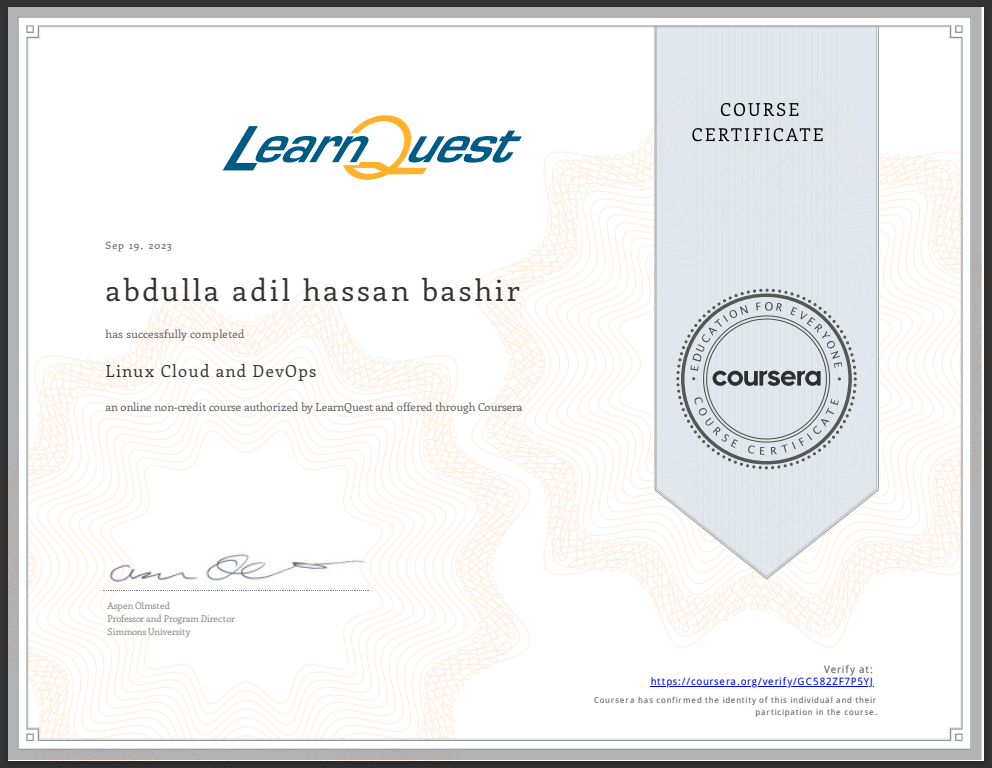 LearnQuest
COURSE
CERTIFICATE
Sep 19, 2023
abdulla adil hassan bashir
has successfully completed
Linux Cloud and DevOps
an online non-credit course authorized by LearnQuest and offered through Coursera
EDUCATION FOR EVERYONE
coursera
COURSE CERTIFICATE
Aspen Olmsted
Professor and Program Director
Simmons University
Verify at:
https://coursera.org/verify/GC582ZF7P5YJ
Coursera has confirmed the identity of this individual and their
participation in the course.